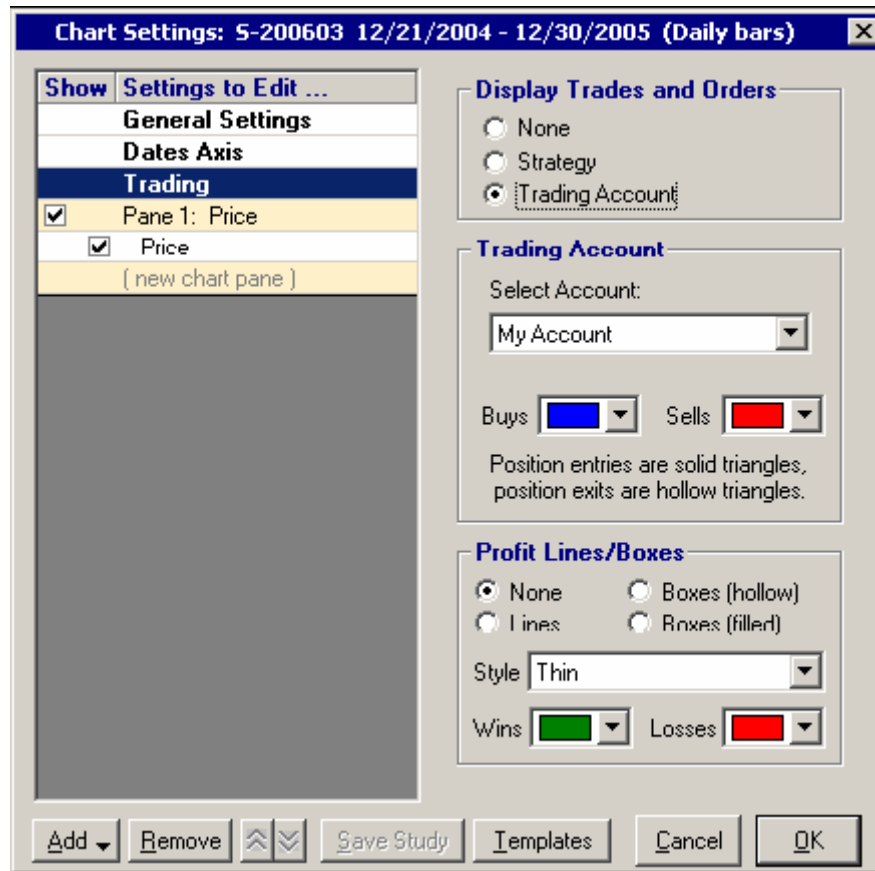 Chart Settings: S-200603 12/21/2004 - 12/30/2005 (Daily bars)
Show Settings to Edit ...
General Settings
Dates Axis
Trading
Pane 1: Price
Price
( new chart pane )
Display Trades and Orders
None
Strategy
Trading Account
Trading Account
Select Account:
My Account
Buys Sells
Position entries are solid triangles,
position exits are hollow triangles.
Profit Lines/Boxes
None Boxes (hollow)
Lines Boxes (filled)
Style Thin
Wins Losses
Add Remove Save Study Templates Cancel OK